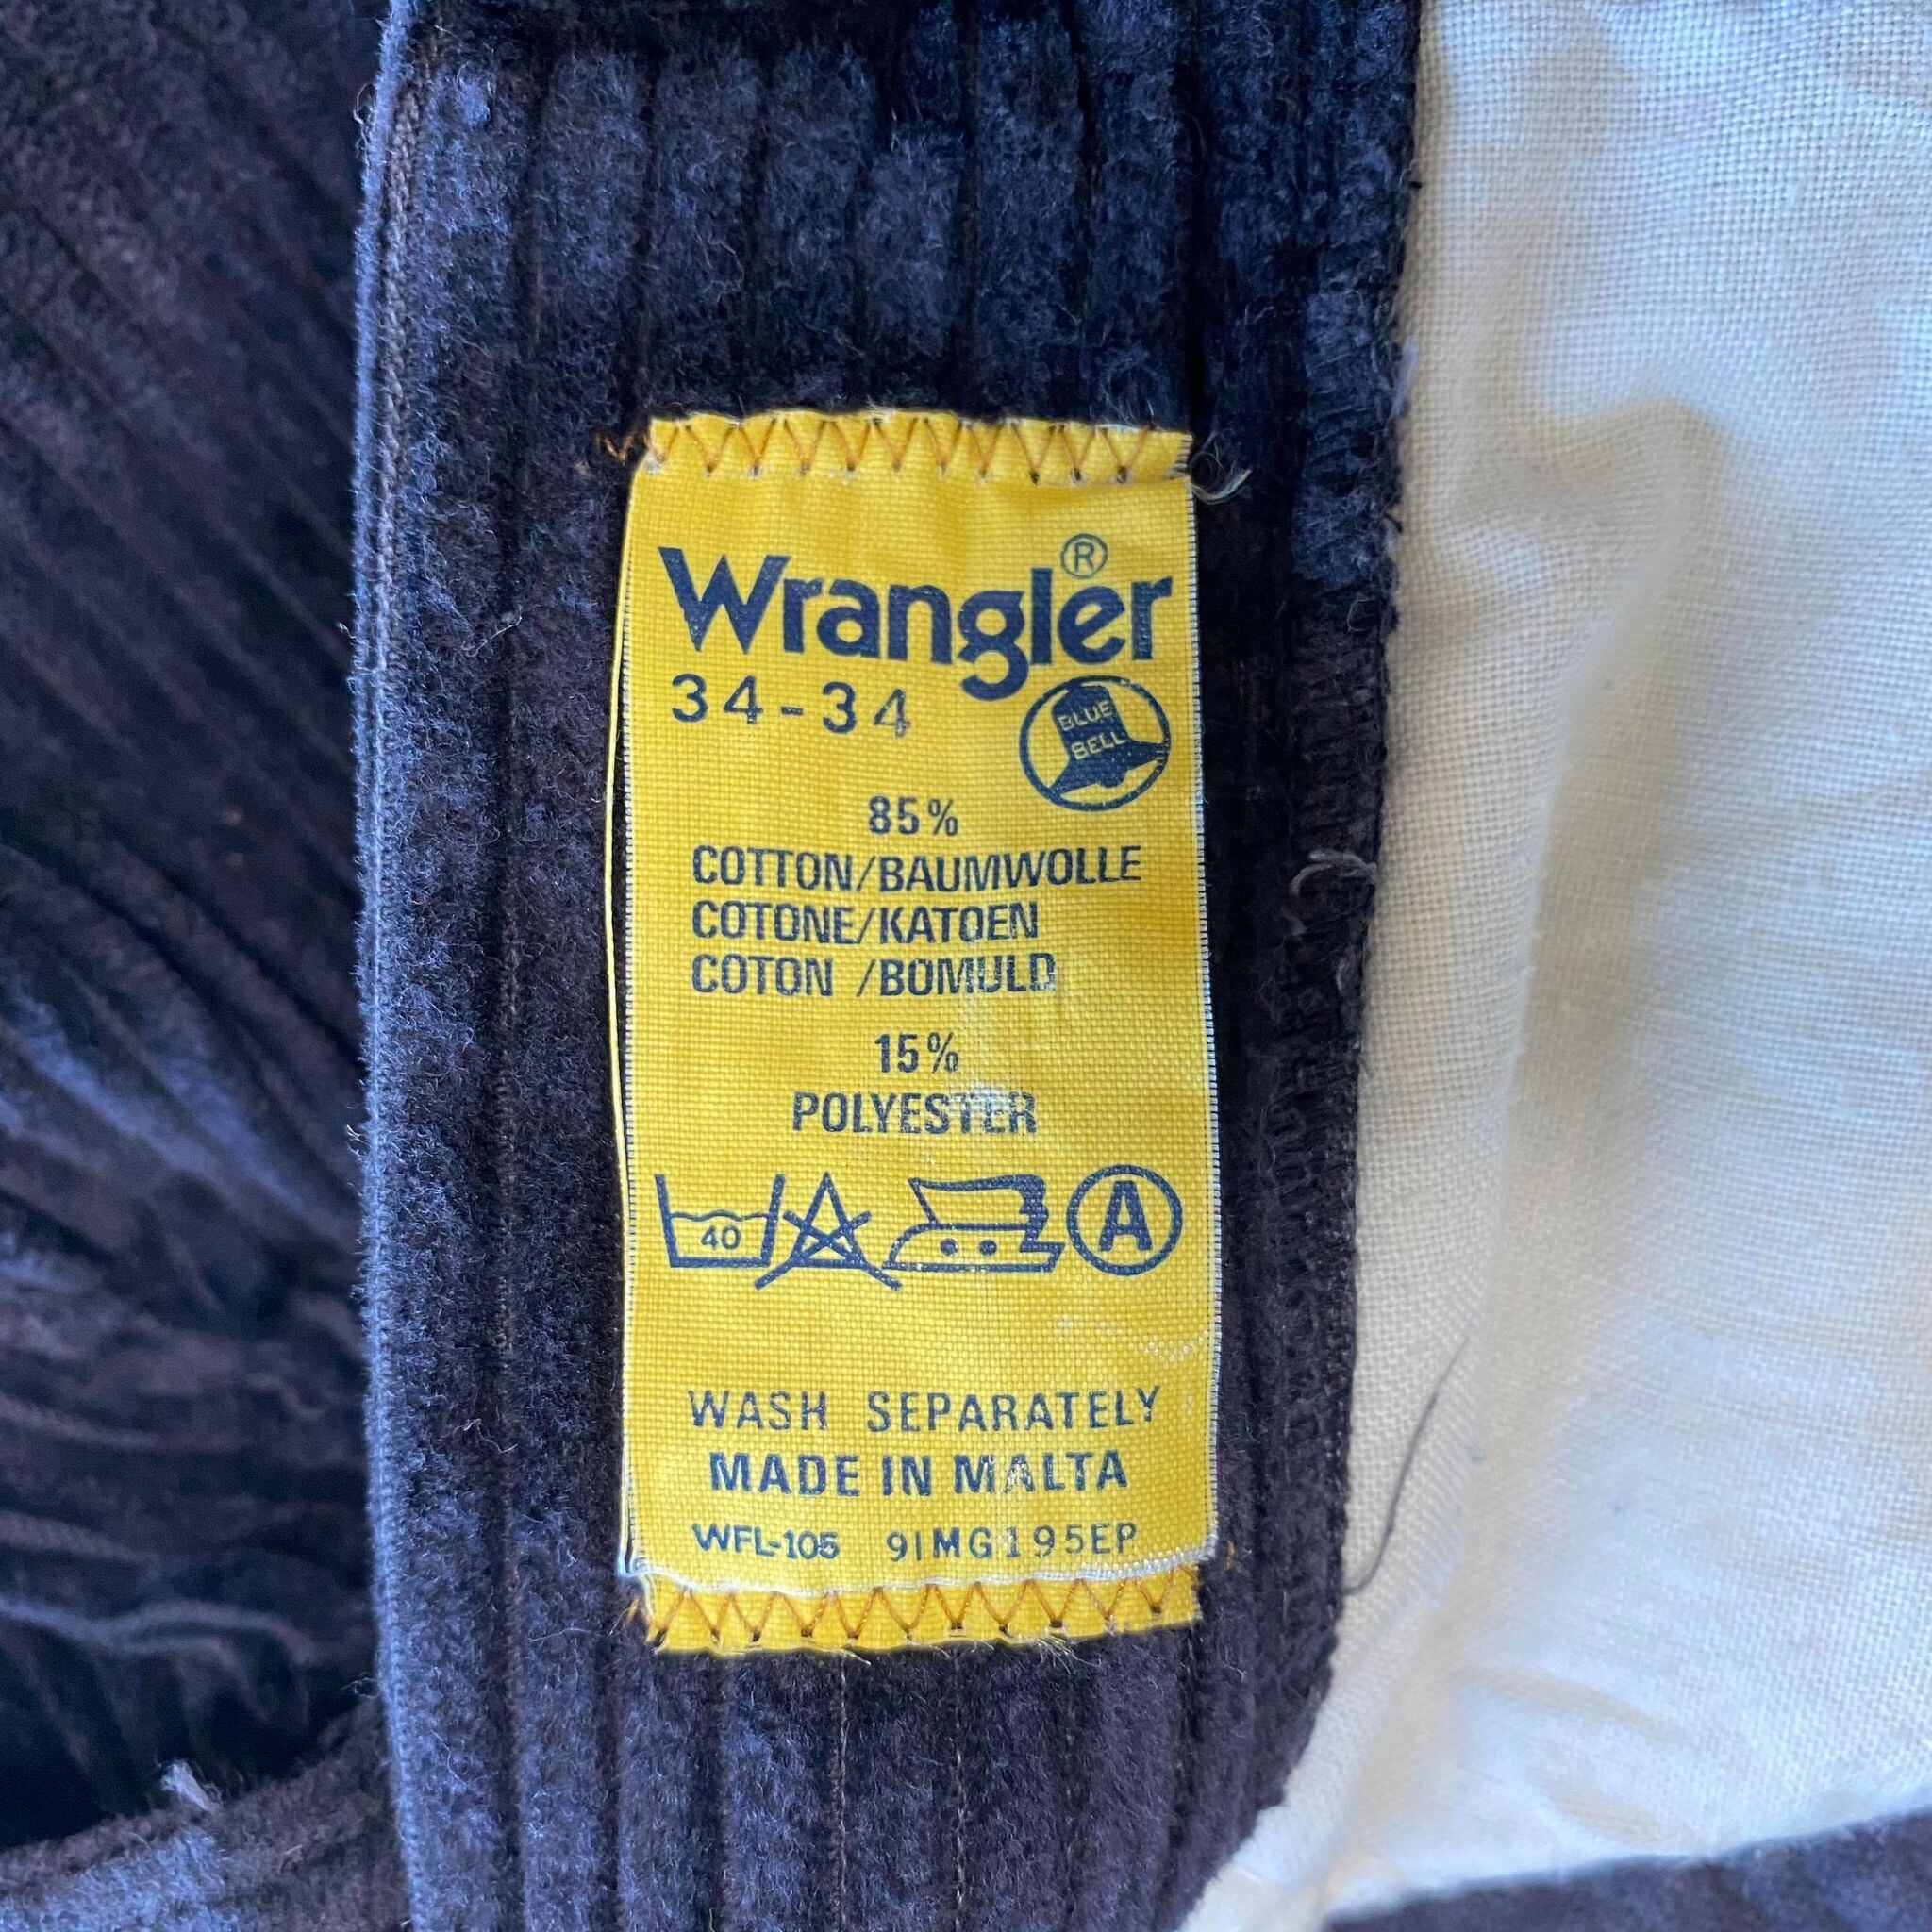 Wrangler®
34-34
BLUE
BELL
85%
COTTON/BAUMWOLLE
COTONE/KATOEN
COTON /BOMULD
15%
POLYESTER
40
A
WASH SEPARATELY
MADE IN MALTA
WFL-105 91MG195EP